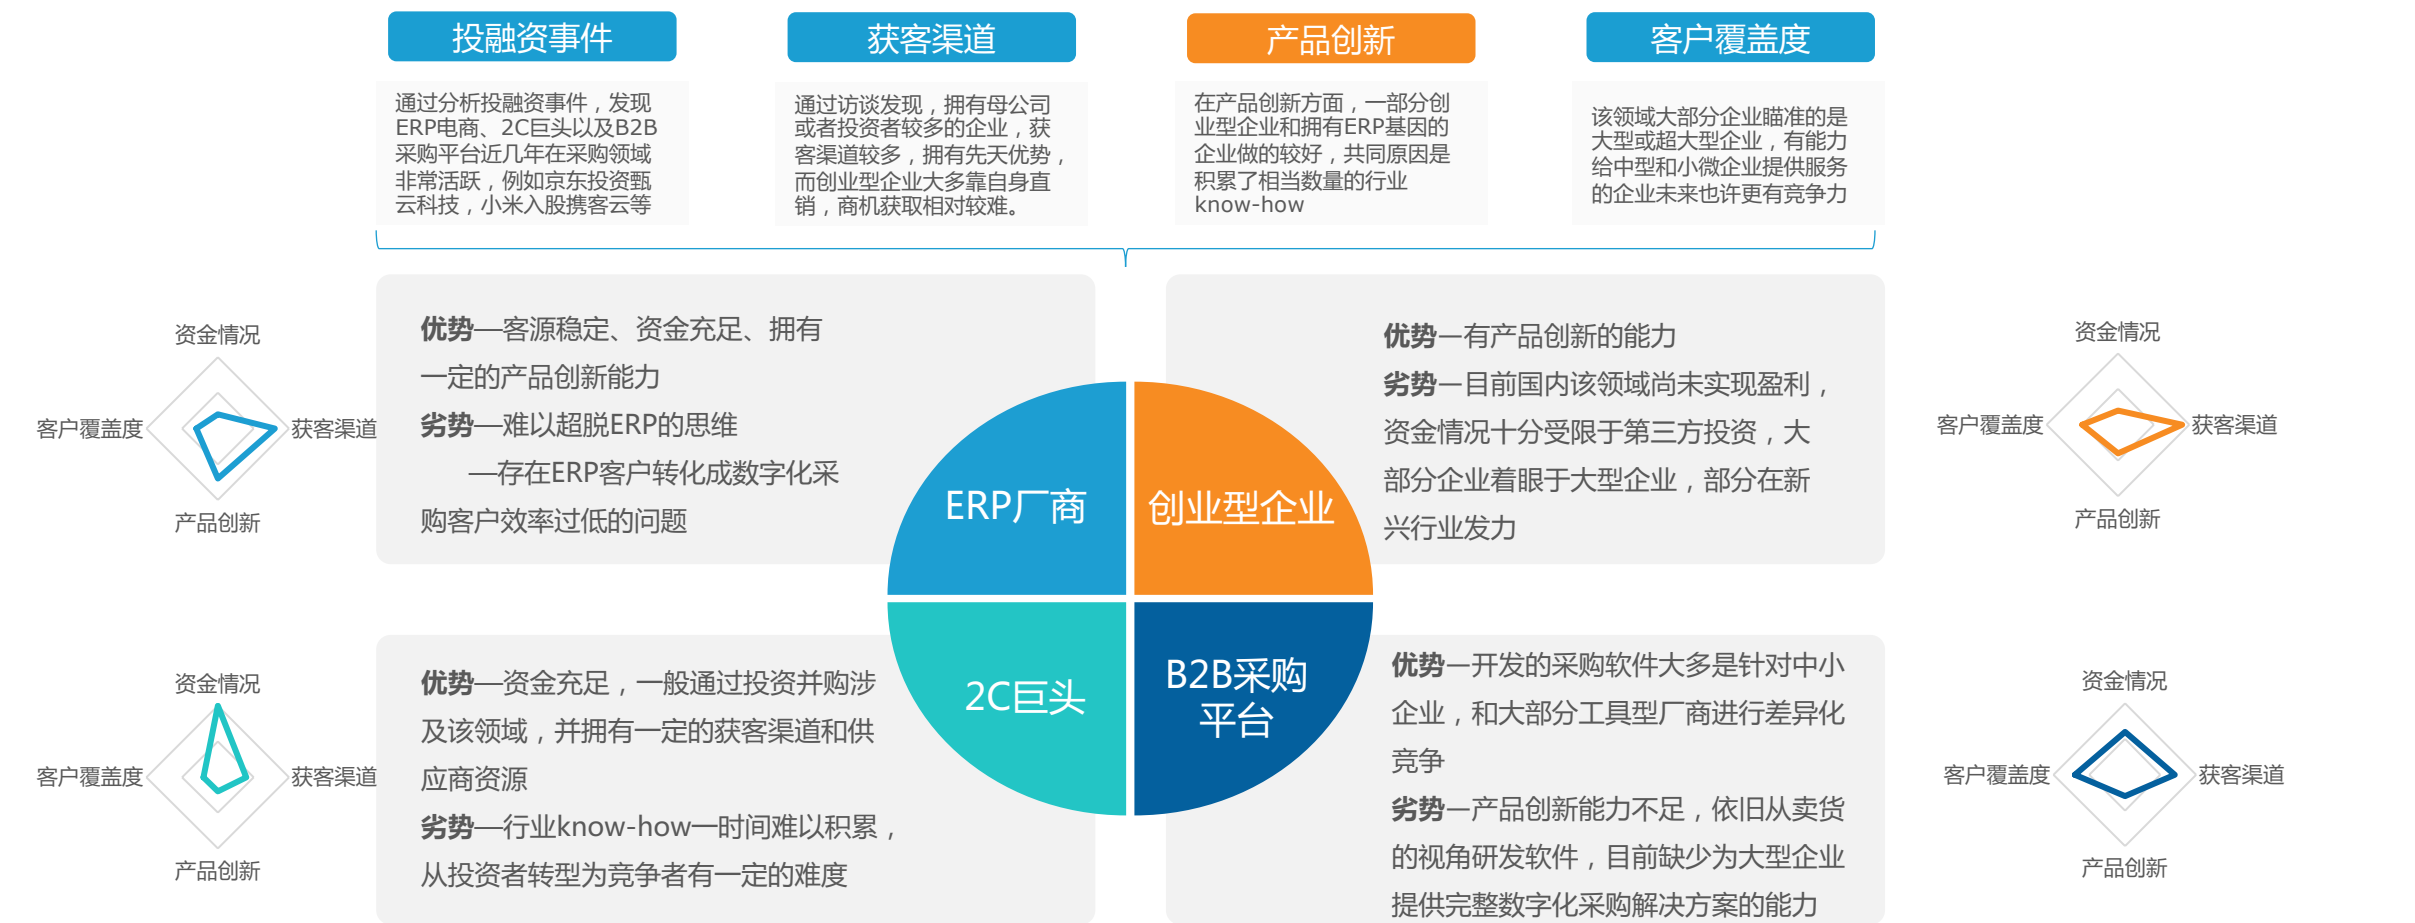 投融资事件
获客渠道
产品创新
客户覆盖度
通过分析投融资事件，发现
ERP电商、2C巨头以及B2B
采购平台近几年在采购领域
非常活跃，例如京东投资甄
云科技，小米入股携客云等
通过访谈发现，拥有母公司
或者投资者较多的企业，获
客渠道较多，拥有先天优势，
而创业型企业大多靠自身直
销，商机获取相对较难。
在产品创新方面，一部分创
业型企业和拥有ERP基因的
企业做的较好，共同原因是
积累了相当数量的行业
know-how
该领域大部分企业瞄准的是
大型或超大型企业，有能力
给中型和小微企业提供服务
的企业未来也许更有竞争力
资金情况
客户覆盖度
获客渠道
产品创新
优势—客源稳定、资金充足、拥有
一定的产品创新能力
劣势—难以超脱ERP的思维
—存在ERP客户转化成数字化采
购客户效率过低的问题
ERP厂商
创业型企业
优势—有产品创新的能力
劣势—目前国内该领域尚未实现盈利，
资金情况十分受限于第三方投资，大
部分企业着眼于大型企业，部分在新
兴行业发力
资金情况
客户覆盖度
获客渠道
产品创新
资金情况
客户覆盖度
获客渠道
产品创新
优势—资金充足，一般通过投资并购涉
及该领域，并拥有一定的获客渠道和供
应商资源
劣势—行业know-how一时间难以积累，
从投资者转型为竞争者有一定的难度
2C巨头
B2B采购
平台
优势—开发的采购软件大多是针对中小
企业，和大部分工具型厂商进行差异化
竞争
劣势—产品创新能力不足，依旧从卖货
的视角研发软件，目前缺少为大型企业
提供完整数字化采购解决方案的能力
资金情况
客户覆盖度
获客渠道
产品创新